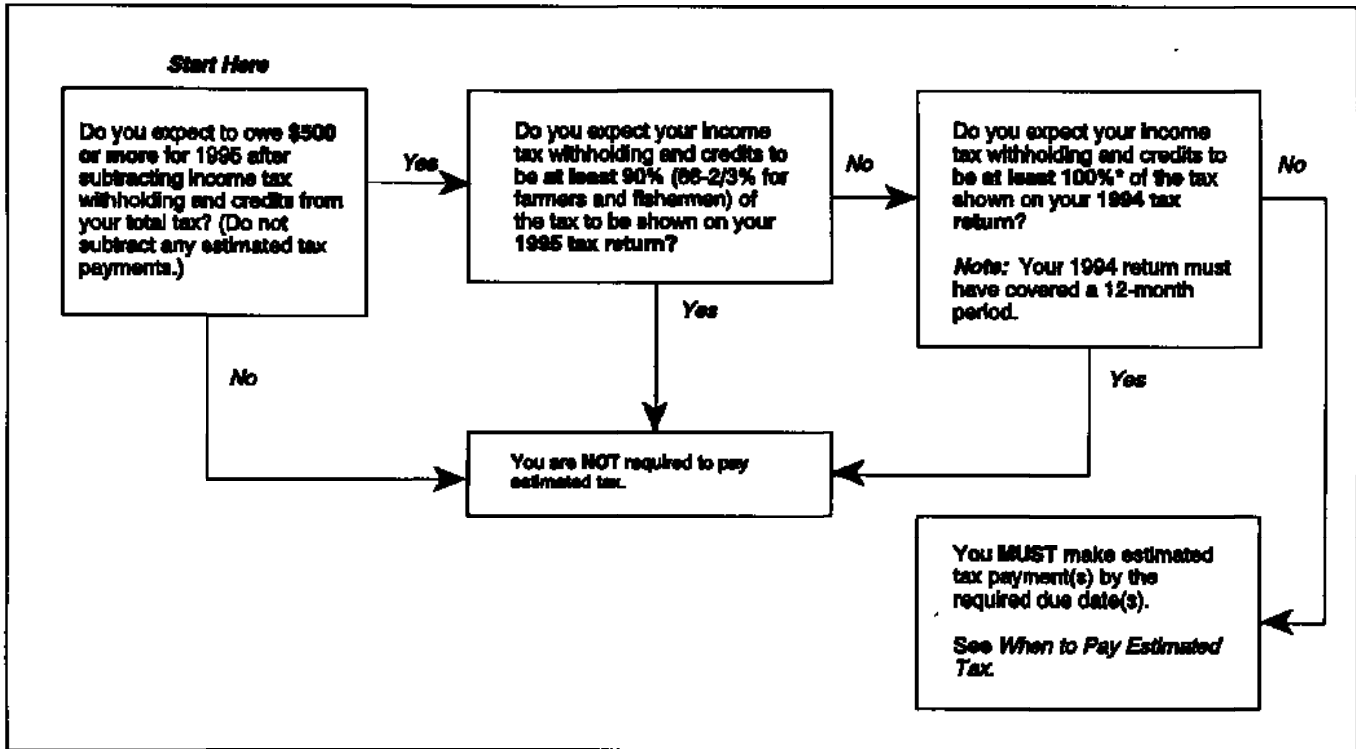 Start Here
Do you expect to owe $500
or more for 1995 after
subtracting income tax
withholding and credits from
your total tax? (Do not
subtract any estimated tax
payments.)
Yes
Do you expect your income
tax withholding and credits to
be at least 90% (66-2/3% for
farmers and fishermen) of
the tax to be shown on your
1995 tax return?
No
Do you expect your income
tax withholding and credits to
be at least 100%* of the tax
shown on your 1994 tax
return?
Note: Your 1994 return must
have covered a 12-month
period.
No
No
Yes
Yes
You are NOT required to pay
estimated tax.
You MUST make estimated
tax payment(s) by the
required due date(s).
See When to Pay Estimated
Tax.